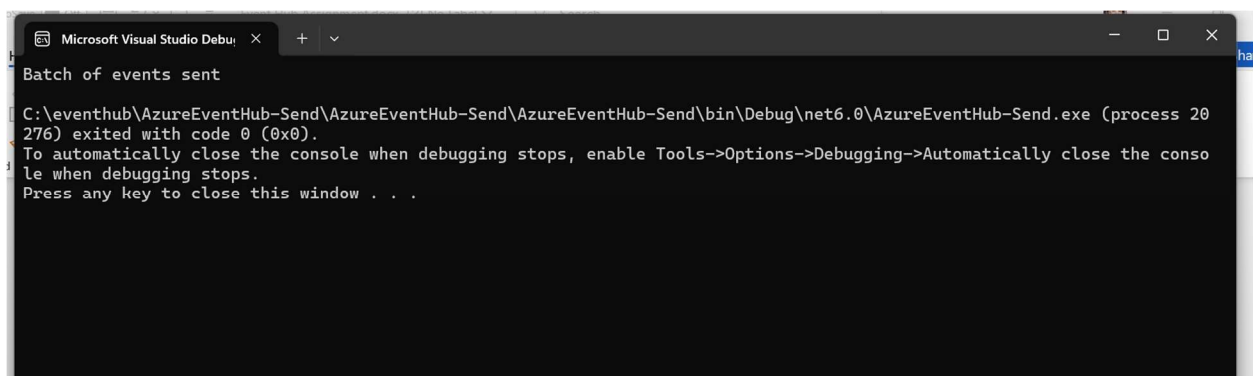 Microsoft Visual Studio Debu
Batch of events sent
C:\eventhub\AzureEventHub-Send\AzureEventHub-Send\AzureEventHub-Send\bin\Debug\net6.0\AzureEventHub-Send.exe (process 20
276) exited with code 0 (0x0).
To automatically close the console when debugging stops, enable Tools->Options->Debugging->Automatically close the conso
le when debugging stops.
Press any key to close this window . . .